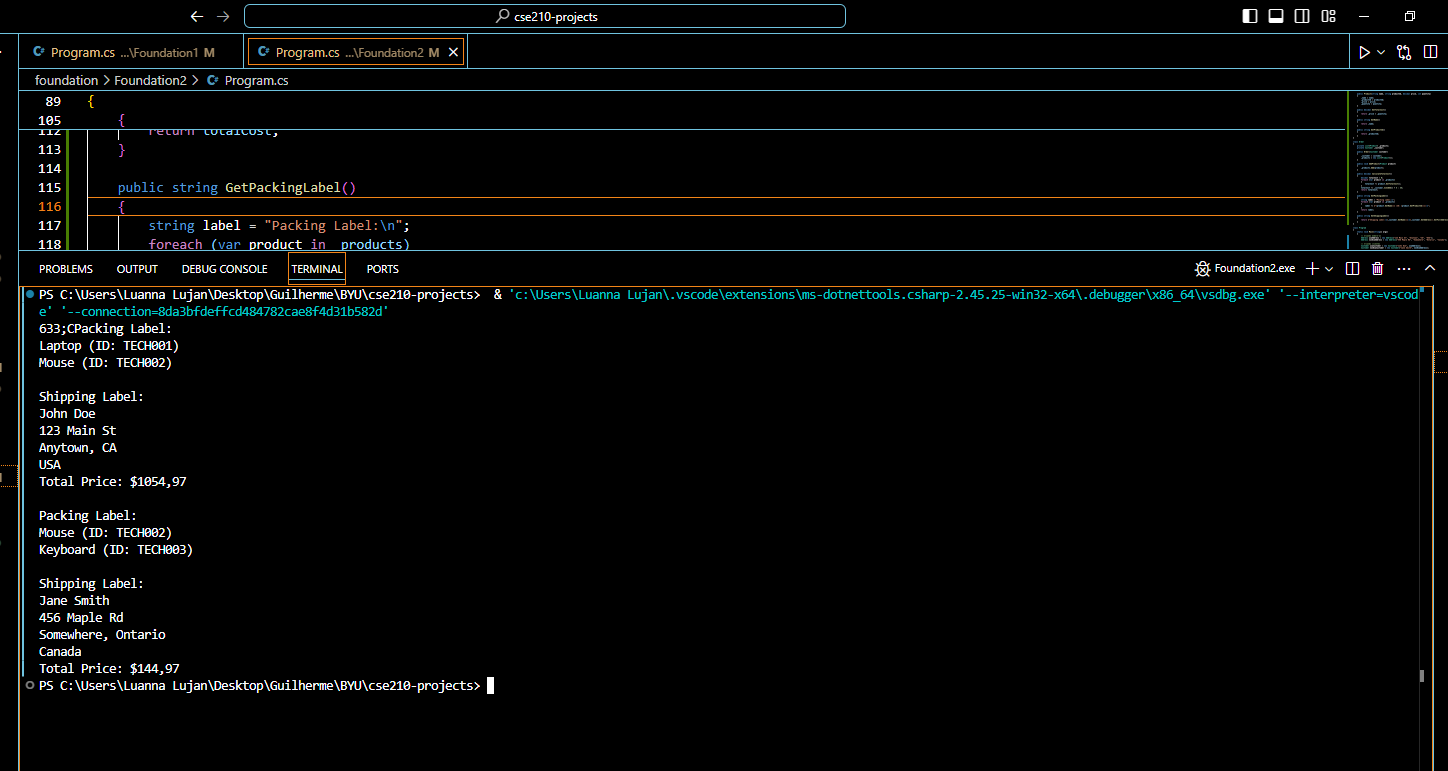 cse210-projects
Program.cs ...\Foundation1 M
Program.cs ...\Foundation2 M
foundation > Foundation2 > Program.cs
89 {
105 {
112 return totalCost;
113 }
114
115 public string GetPackingLabel()
116 {
117 string label = "Packing Label:\n";
118 foreach (var product in _products)
PROBLEMS OUTPUT DEBUG CONSOLE TERMINAL PORTS
Foundation2.exe
PS C:\Users\Luanna Lujan\Desktop\Guilherme\BYU\cse210-projects> & 'c:\Users\Luanna Lujan\.vscode\extensions\ms-dotnettools.csharp-2.45.25-win32-x64\.debugger\x86_64\vsdbg.exe' '--interpreter=vscod
e' '--connection=8da3bfdeffcd484782cae8f4d31b582d'
633;CPacking Label:
Laptop (ID: TECH001)
Mouse (ID: TECH002)
Shipping Label:
John Doe
123 Main St
Anytown, CA
USA
Total Price: $1054,97
Packing Label:
Mouse (ID: TECH002)
Keyboard (ID: TECH003)
Shipping Label:
Jane Smith
456 Maple Rd
Somewhere, Ontario
Canada
Total Price: $144,97
PS C:\Users\Luanna Lujan\Desktop\Guilherme\BYU\cse210-projects>